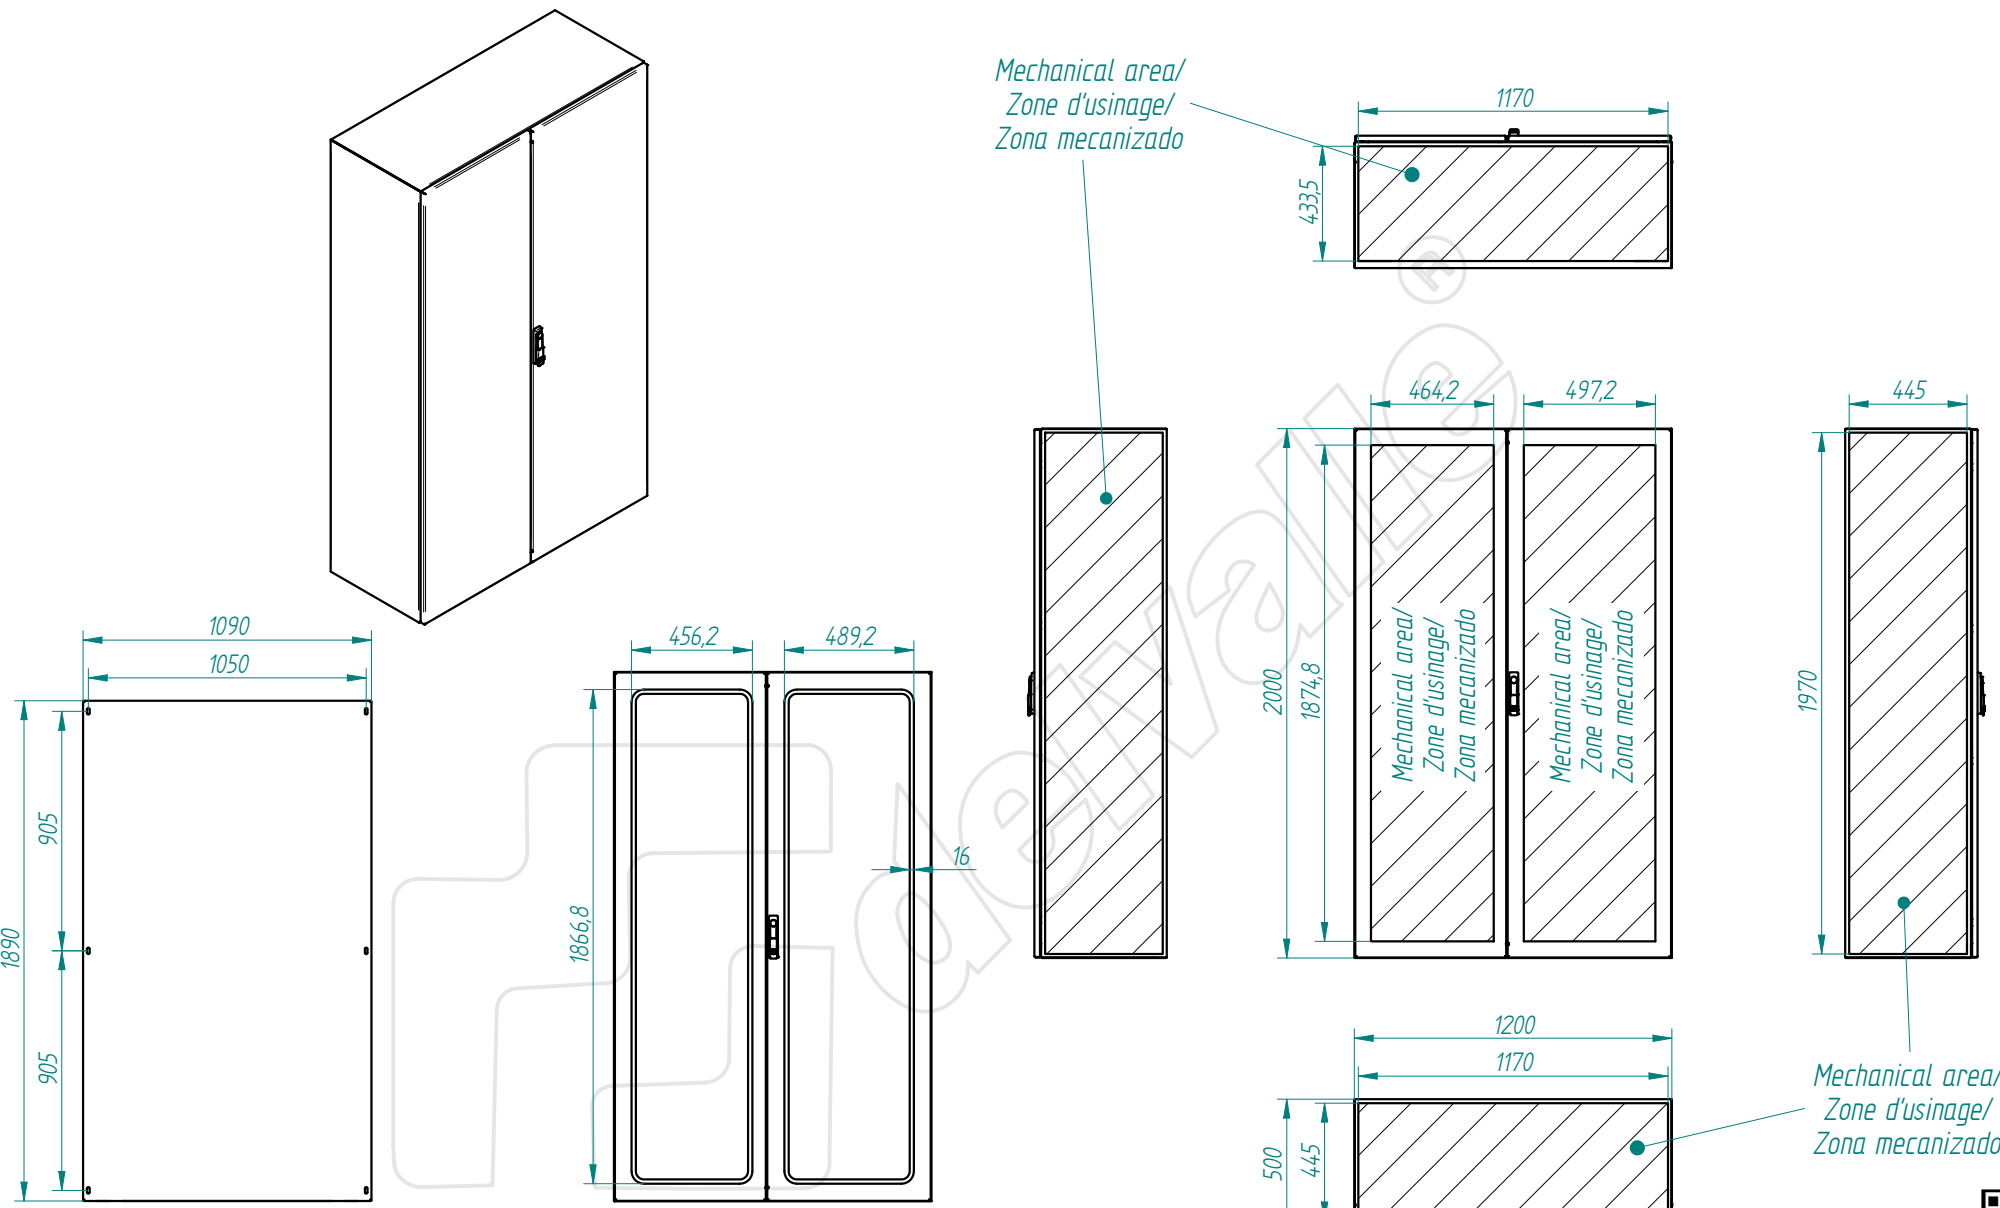 Mechanical area/
Zone d'usinage/
Zona mecanizado
1170
433,5
464,2
497,2
445
2000
1874,8
Mechanical area/
Zone d'usinage/
Zona mecanizado
Mechanical area/
Zone d'usinage/
Zona mecanizado
1970
1090
1050
905
905
1890
456,2
489,2
16
1866,8
1200
1170
500
445
Mechanical area/
Zone d'usinage/
Zona mecanizado
delvalle®